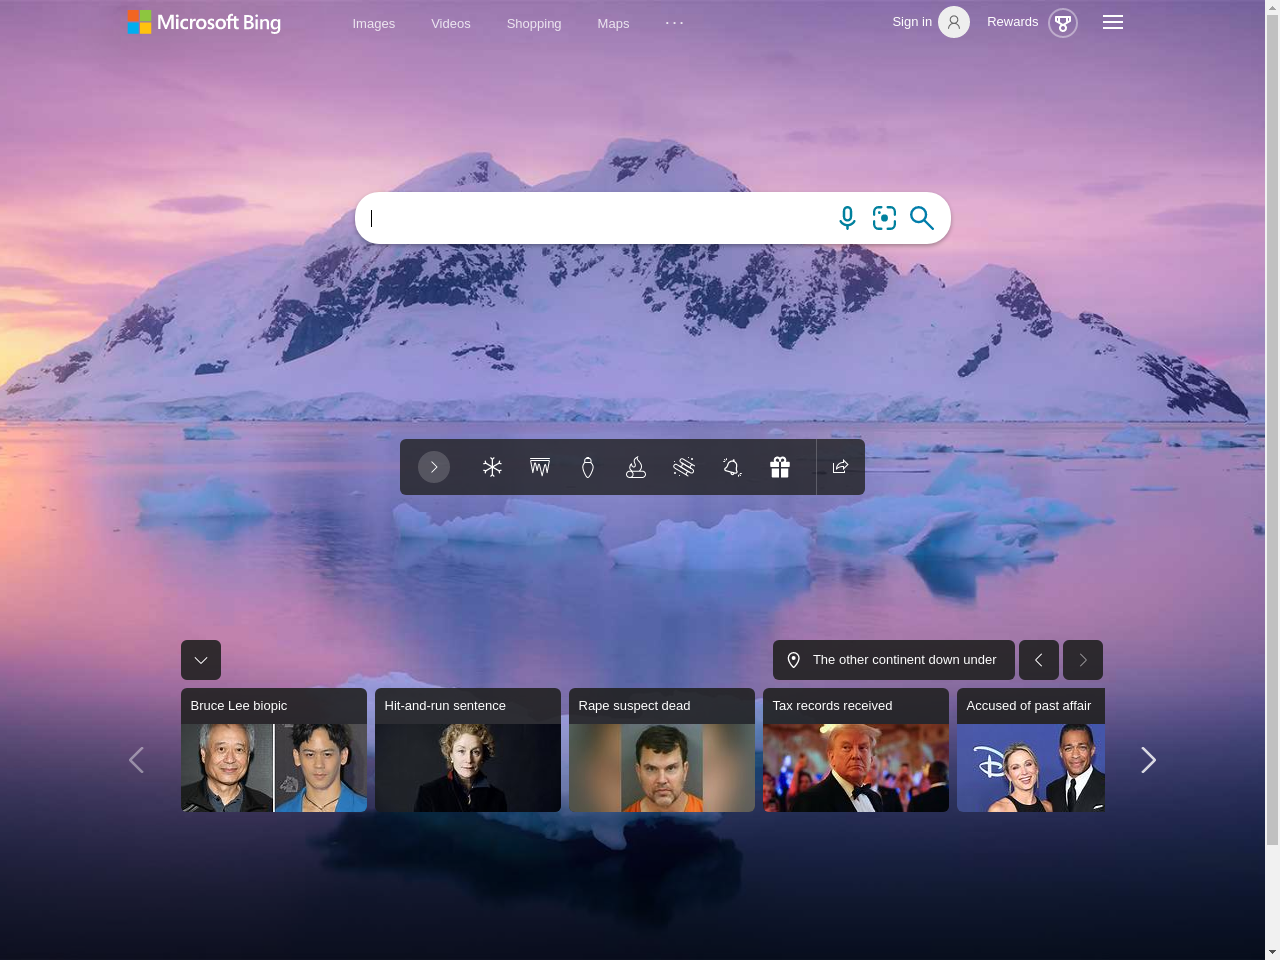 Microsoft Bing
Images
Videos
Shopping
Maps
Sign in
Rewards
The other continent down under
Bruce Lee biopic
Hit-and-run sentence
Rape suspect dead
Tax records received
Accused of past affair